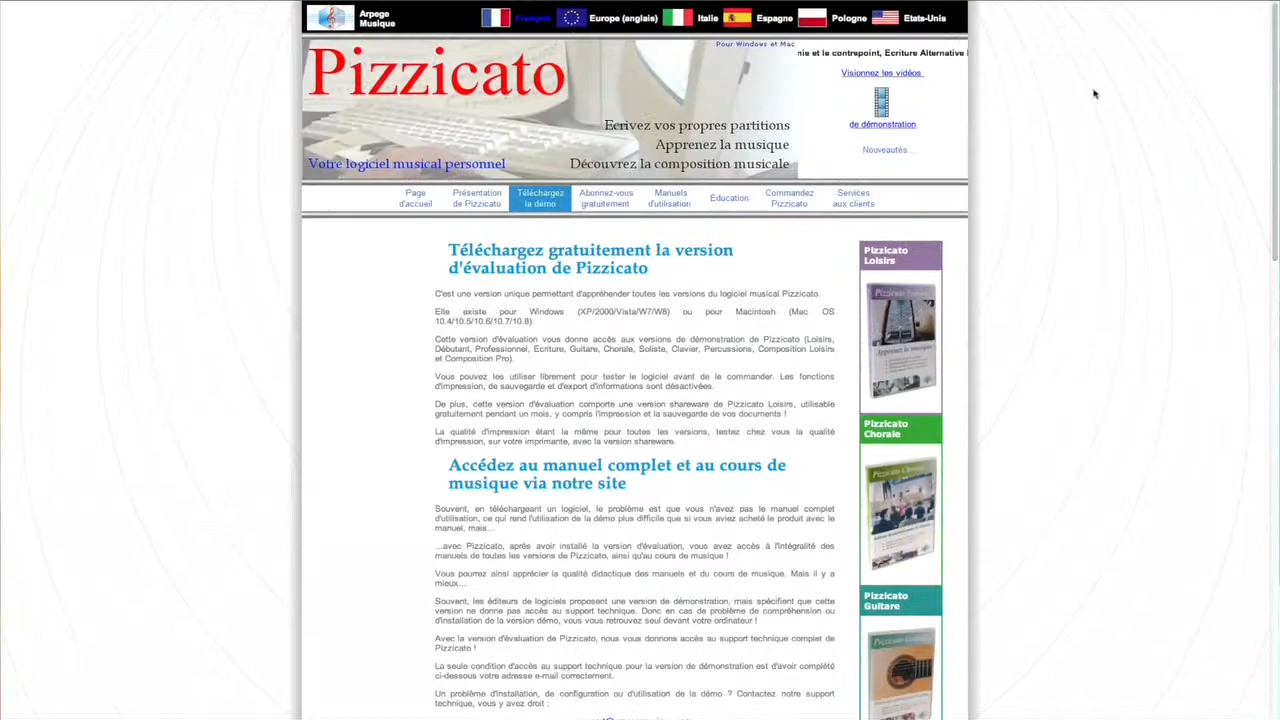 Arpege
Musique
Français
Europe (anglais)
Italie
Espagne
Pologne
Etats-Unis
Pizzicato
Pour Windows et Mac
nie et le contrepoint, Ecriture Alternative
Visionnez les vidéos
de démonstration
Nouveautés ...
Ecrivez vos propres partitions
Apprenez la musique
Votre logiciel musical personnel
Découvrez la composition musicale
Page
d'accueil
Présentation
de Pizzicato
Téléchargez
la démo
Abonnez-vous
gratuitement
Manuels
d'utilisation
Education
Commandez
Pizzicato
Services
aux clients
Téléchargez gratuitement la version
d'évaluation de Pizzicato
C'est une version unique permettant d'appréhender toutes les versions du logiciel musical Pizzicato.
Elle existe pour Windows (XP/2000/Vista/W7/W8) ou pour Macintosh (Mac OS
10.4/10.5/10.6/10.7/10.8).
Cette version d'évaluation vous donne accès aux versions de démonstration de Pizzicato (Loisirs,
Débutant, Professionnel, Ecriture, Guitare, Chorale, Soliste, Clavier, Percussions, Composition Loisirs
et Composition Pro).
Vous pouvez les utiliser librement pour tester le logiciel avant de le commander. Les fonctions
d'impression, de sauvegarde et d'export d'informations sont désactivées.
De plus, cette version d'évaluation comporte une version shareware de Pizzicato Loisirs, utilisable
gratuitement pendant un mois, y compris l'impression et la sauvegarde de vos documents !
La qualité d'impression étant la même pour toutes les versions, testez chez vous la qualité
d'impression, sur votre imprimante, avec la version shareware.
Accédez au manuel complet et au cours de
musique via notre site
Souvent, en téléchargeant un logiciel, le problème est que vous n'avez pas le manuel complet
d'utilisation, ce qui rend l'utilisation de la démo plus difficile que si vous aviez acheté le produit avec le
manuel, mais...
...avec Pizzicato, après avoir installé la version d'évaluation, vous avez accès à l'intégralité des
manuels de toutes les versions de Pizzicato, ainsi qu'au cours de musique !
Vous pourrez ainsi apprécier la qualité didactique des manuels et du cours de musique. Mais il y a
mieux...
Souvent, les éditeurs de logiciels proposent une version de démonstration, mais spécifient que cette
version ne donne pas accès au support technique. Donc en cas de problème de compréhension ou
d'installation de la version démo, vous vous retrouvez seul devant votre ordinateur !
Avec la version d'évaluation de Pizzicato, nous vous donnons accès au support technique complet de
Pizzicato !
La seule condition d'accès au support technique pour la version de démonstration est d'avoir complété
ci-dessous votre adresse e-mail correctement.
Un problème d'installation, de configuration ou d'utilisation de la démo ? Contactez notre support
technique, vous y avez droit :
Pizzicato
Loisirs
Pizzicato Loisirs
Apprenez la musique
Pizzicato
Chorale
Pizzicato Chorale
Pizzicato
Guitare